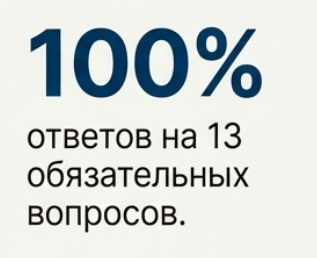 100%
ответов на 13
обязательных
вопросов.